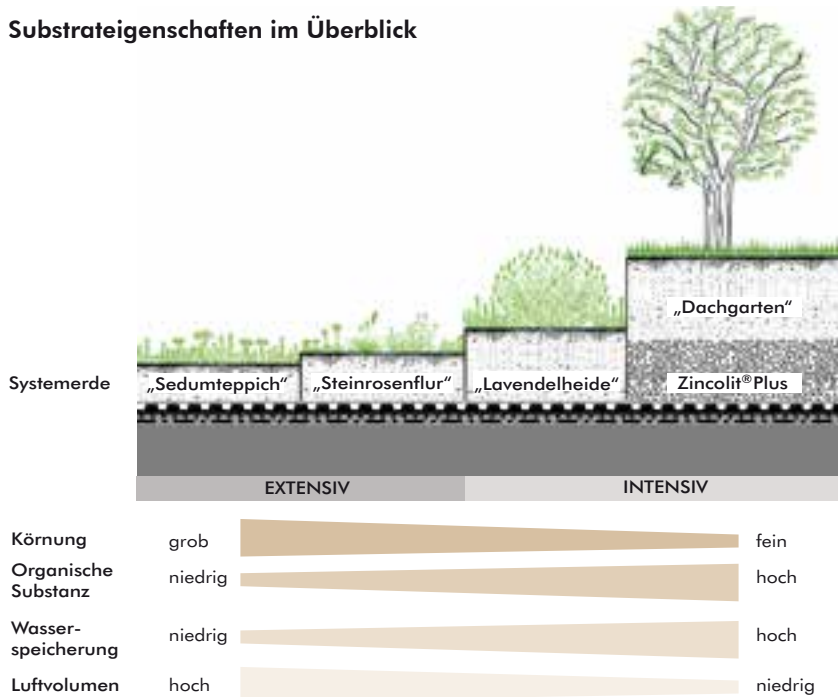 Substrateigenschaften im Überblick
„Dachgarten“
Systemerde „Sedumteppich“ „Steinrosenflur“ „Lavendelheide“ Zincolit®Plus
EXTENSIV INTENSIV
Körnung grob fein
Organische
Substanz niedrig hoch
Wasser-
speicherung niedrig hoch
Luftvolumen hoch niedrig